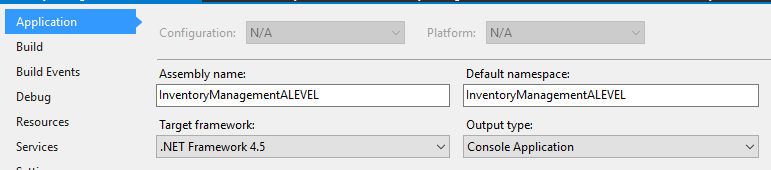 Application
Configuration: N/A Platform: N/A
Build
Build Events
Assembly name: Default namespace:
Debug
InventoryManagementALEVEL InventoryManagementALEVEL
Resources
Target framework: Output type:
Services
.NET Framework 4.5 Console Application